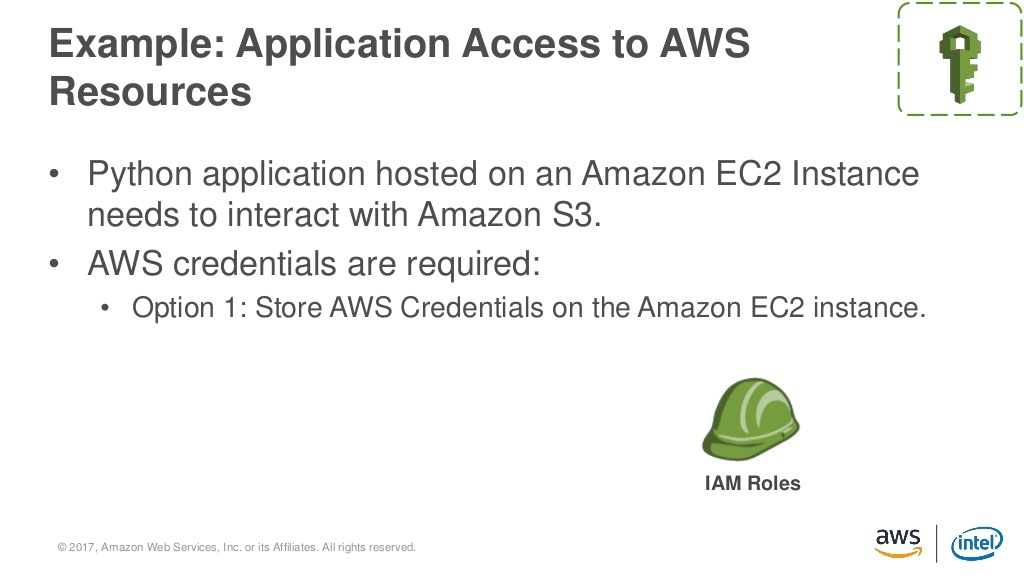 Example: Application Access to AWS
Resources
• Python application hosted on an Amazon EC2 Instance
needs to interact with Amazon S3.
• AWS credentials are required:
• Option 1: Store AWS Credentials on the Amazon EC2 instance.
IAM Roles
© 2017, Amazon Web Services, Inc. or its Affiliates. All rights reserved.
aws
intel